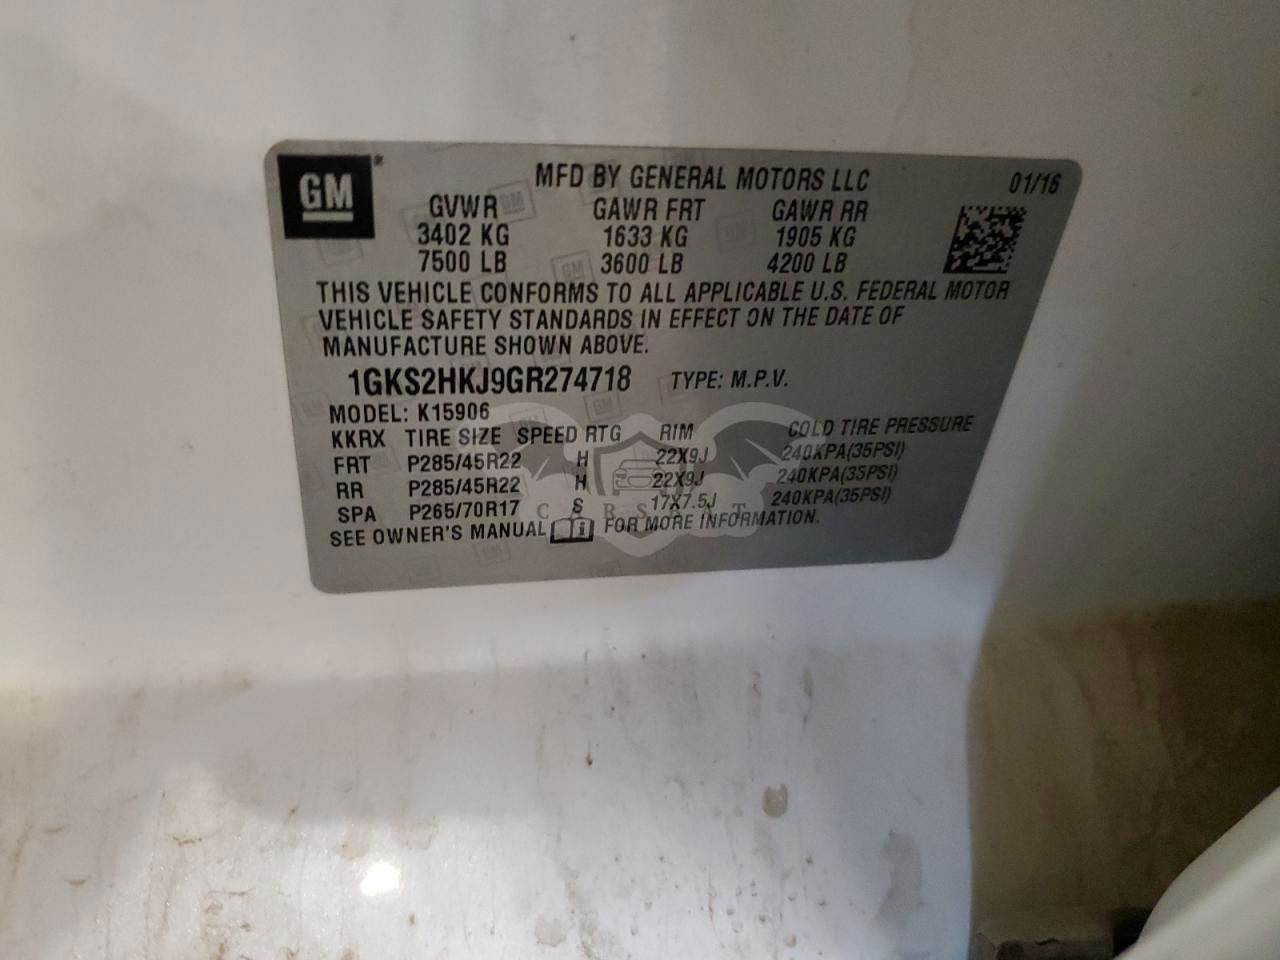 GM
MFD BY GENERAL MOTORS LLC 01/16
GVWR GAWR FRT GAWR RR
3402 KG 1633 KG 1905 KG
7500 LB 3600 LB 4200 LB
THIS VEHICLE CONFORMS TO ALL APPLICABLE U.S. FEDERAL MOTOR
VEHICLE SAFETY STANDARDS IN EFFECT ON THE DATE OF
MANUFACTURE SHOWN ABOVE.
1GKS2HKJ9GR274718 TYPE: M.P.V.
MODEL: K15906
KKRX TIRE SIZE SPEED RTG RIM COLD TIRE PRESSURE
FRT P285/45R22 H 22X9J 240KPA(35PSI)
RR P285/45R22 H 22X9J 240KPA(35PSI)
SPA P265/70R17 S 17X7.5J 240KPA(35PSI)
CARSBAT
SEE OWNER'S MANUAL FOR MORE INFORMATION.